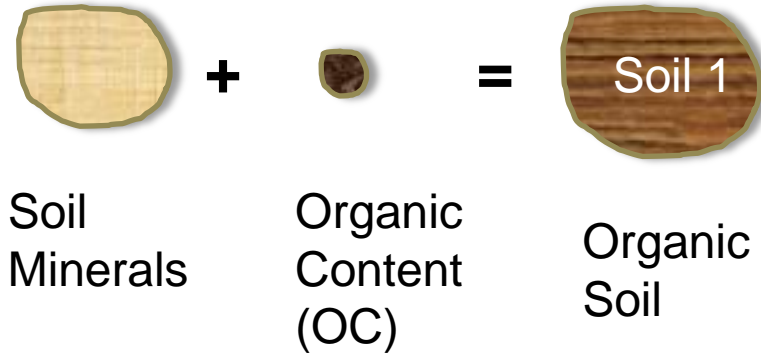 + = Soil 1
Soil
Minerals
Organic
Content
(OC)
Organic
Soil